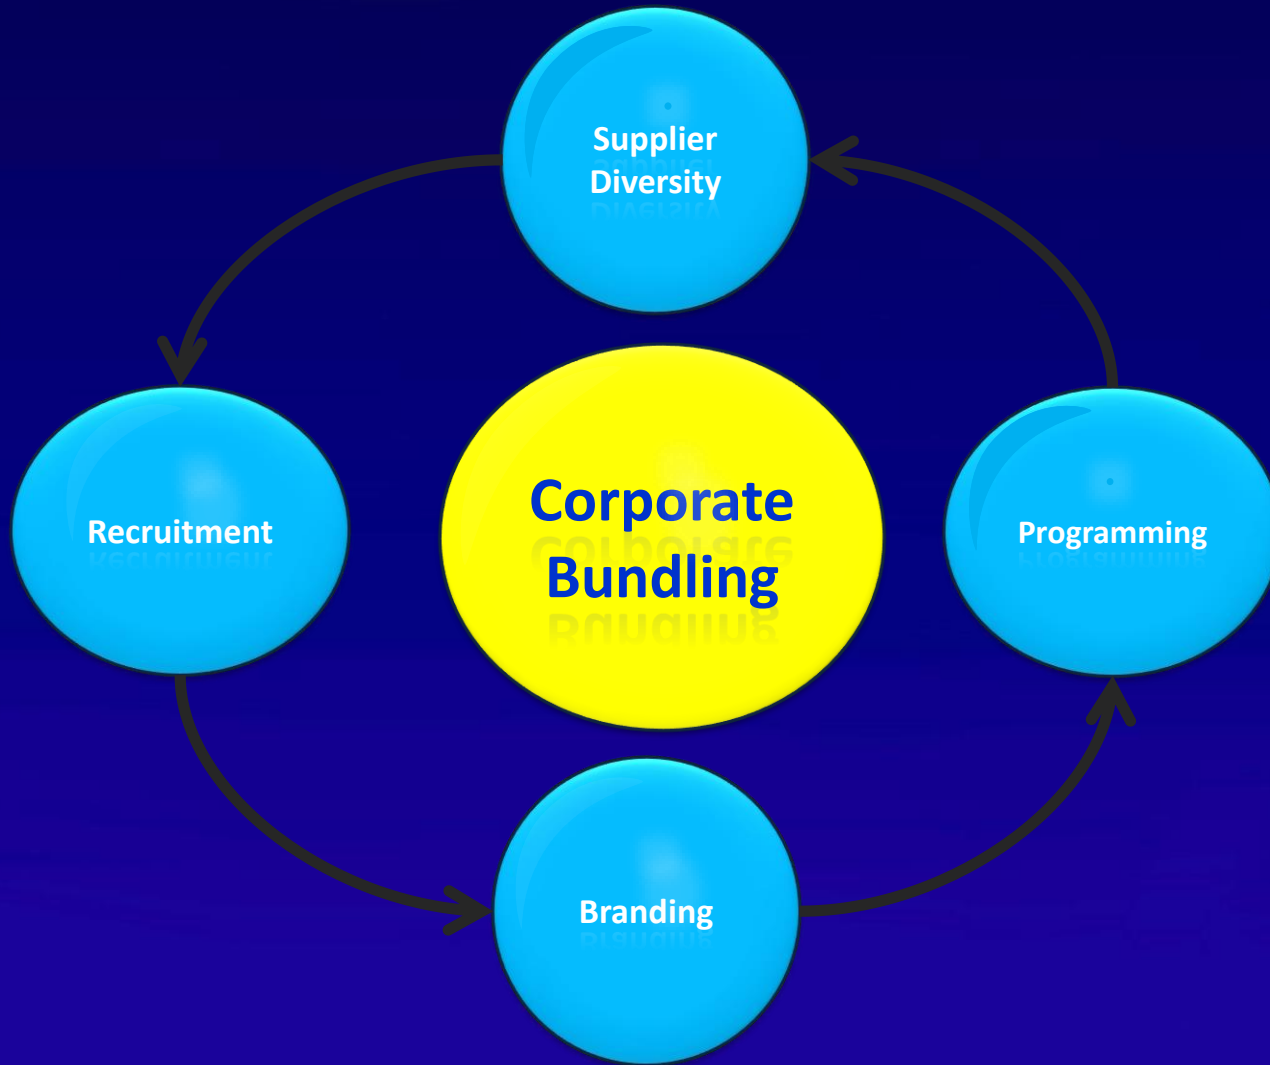 Supplier
Diversity
Recruitment
Corporate
Bundling
Programming
Branding